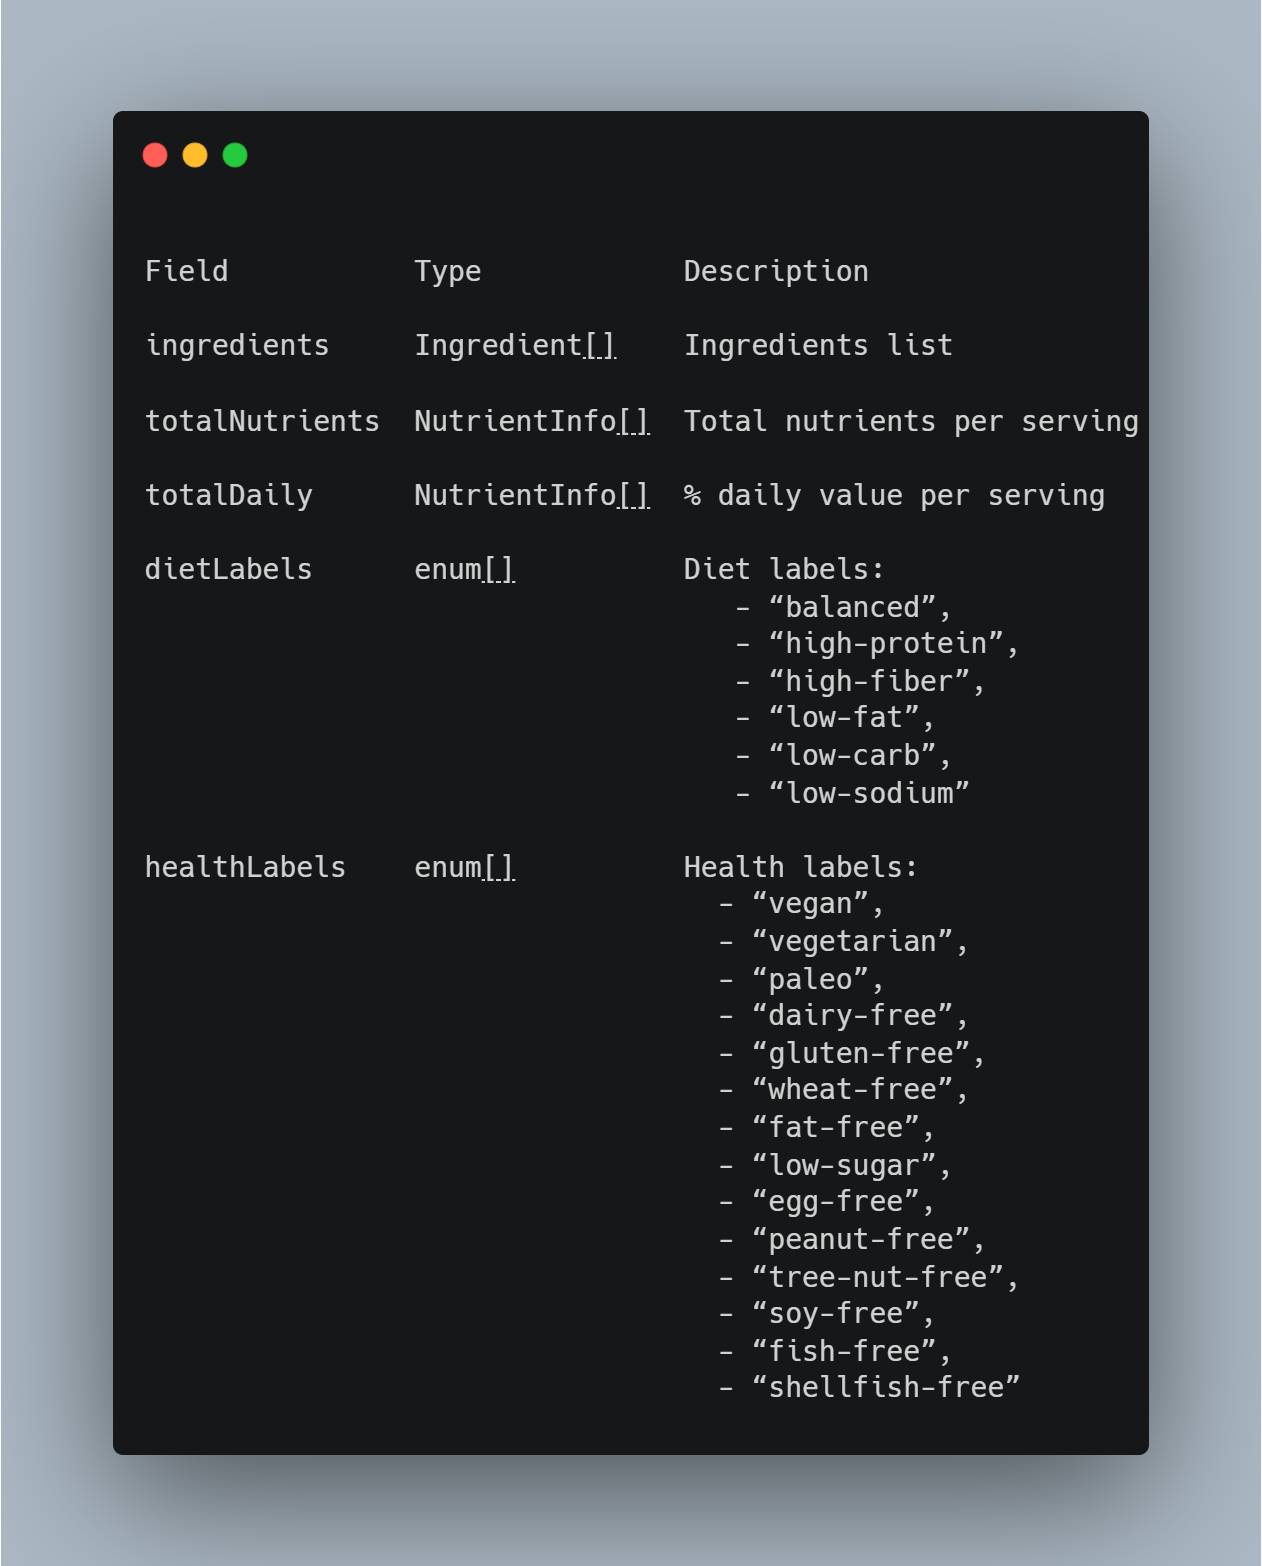 Field Type Description
ingredients Ingredient[] Ingredients list
totalNutrients NutrientInfo[] Total nutrients per serving
totalDaily NutrientInfo[] % daily value per serving
dietLabels enum[] Diet labels:
- “balanced”,
- “high-protein”,
- “high-fiber”,
- “low-fat”,
- “low-carb”,
- “low-sodium”
healthLabels enum[] Health labels:
- “vegan”,
- “vegetarian”,
- “paleo”,
- “dairy-free”,
- “gluten-free”,
- “wheat-free”,
- “fat-free”,
- “low-sugar”,
- “egg-free”,
- “peanut-free”,
- “tree-nut-free”,
- “soy-free”,
- “fish-free”,
- “shellfish-free”